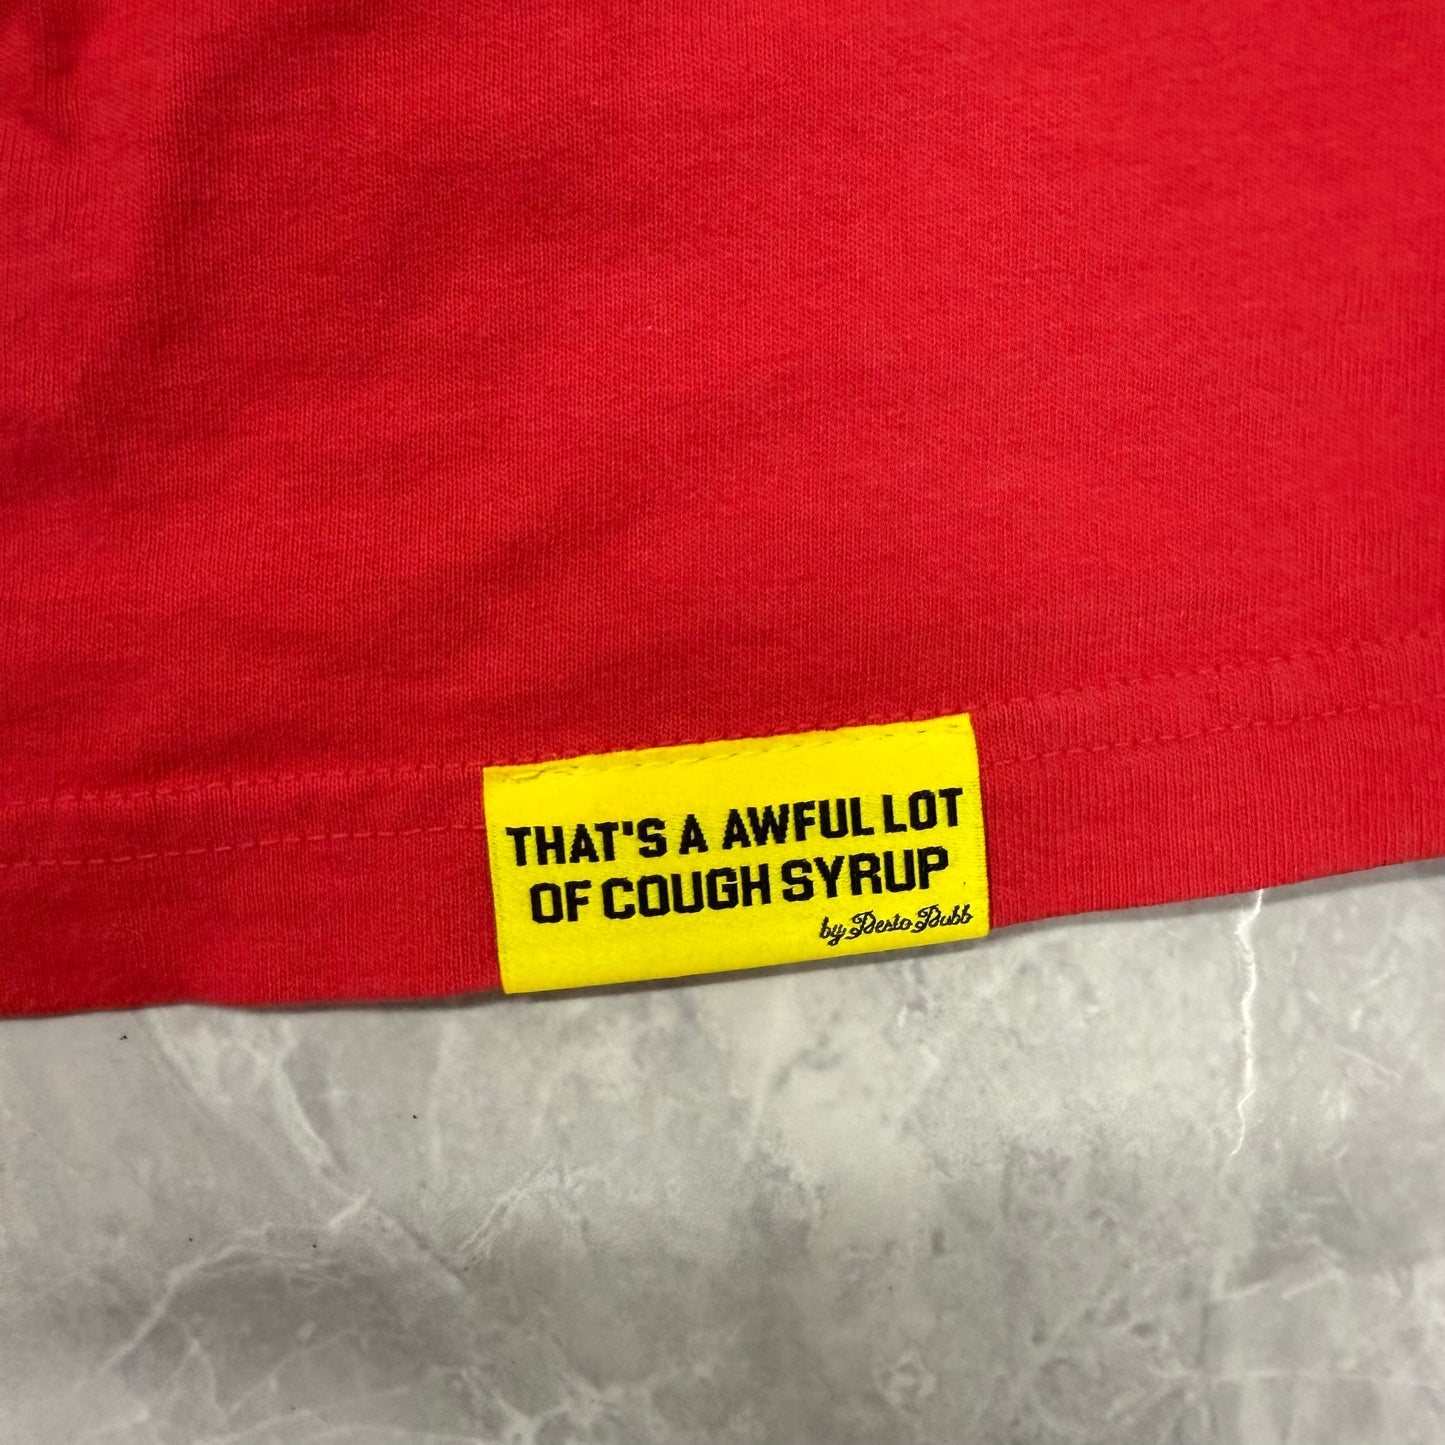 THAT'S A AWFUL LOT
OF COUGH SYRUP
by Desto Dubb